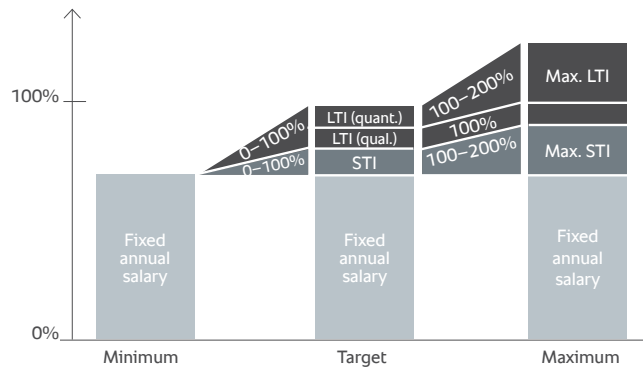 100%
0%
Fixed
annual
salary
Minimum
0–100%
0–100%
LTI (quant.)
LTI (qual.)
STI
Fixed
annual
salary
Target
100–200%
100%
100–200%
Max. LTI
Max. STI
Fixed
annual
salary
Maximum